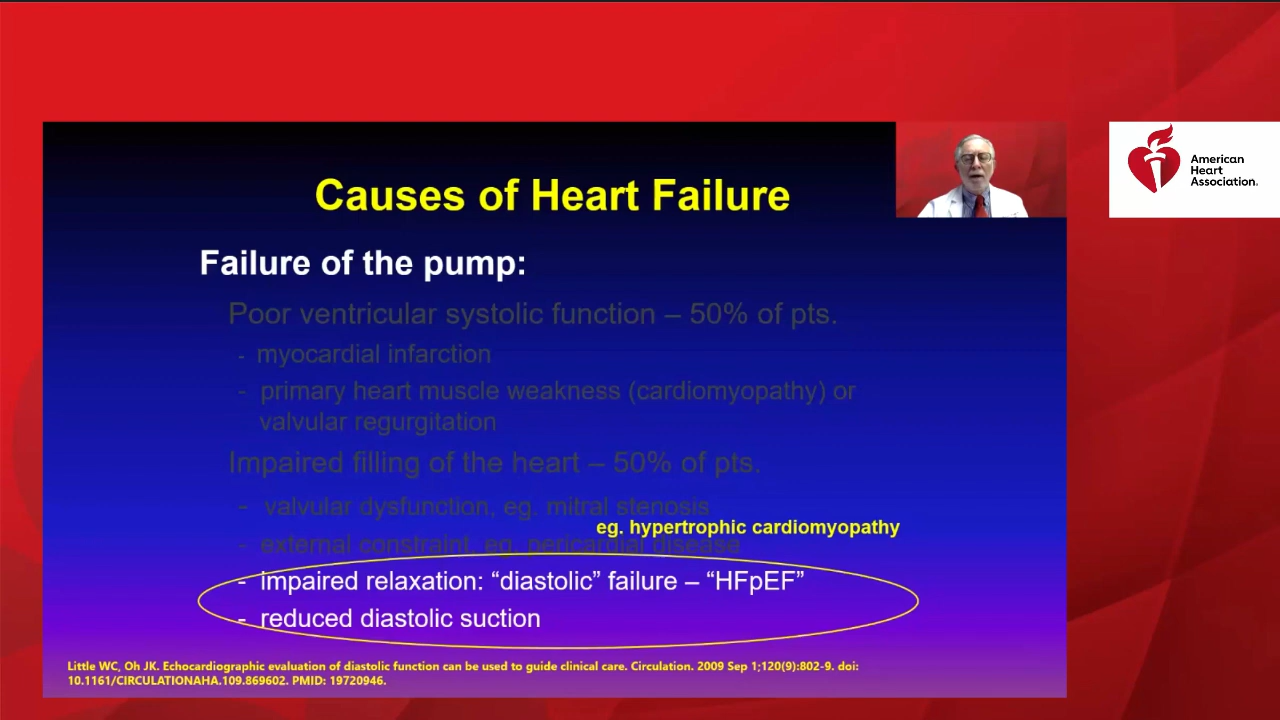 Causes of Heart Failure
American
Heart
Association.
Failure of the pump:
Poor ventricular systolic function – 50% of pts.
- myocardial infarction
- primary heart muscle weakness (cardiomyopathy) or
valvular regurgitation
Impaired filling of the heart – 50% of pts.
- valvular dysfunction, eg. mitral stenosis
eg. hypertrophic cardiomyopathy
- external constraint, eg. pericardial disease
- impaired relaxation: “diastolic” failure – “HFpEF”
- reduced diastolic suction
Little WC, Oh JK. Echocardiographic evaluation of diastolic function can be used to guide clinical care. Circulation. 2009 Sep 1;120(9):802-9. doi:
10.1161/CIRCULATIONAHA.109.869602. PMID: 19720946.